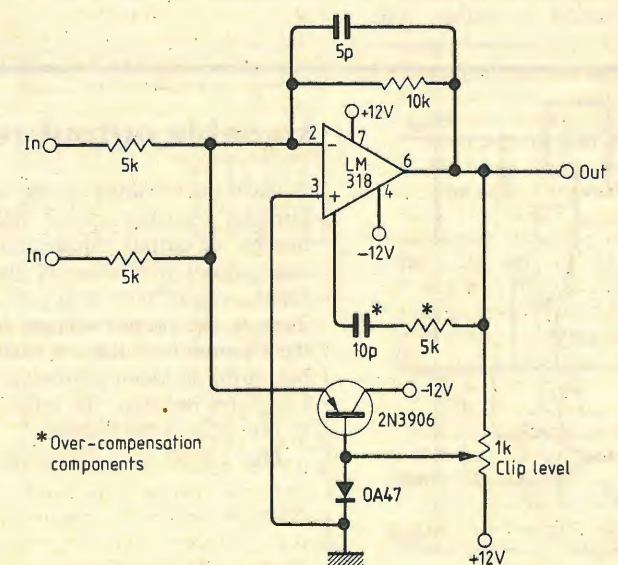 5p
10k
+12V
7
In
5k
2
−
LM
318
6
Out
3
+
4
−12V
In
5k
*
*
10p
5k
−12V
2N3906
* Over-compensation
components
1k
Clip level
OA47
+12V